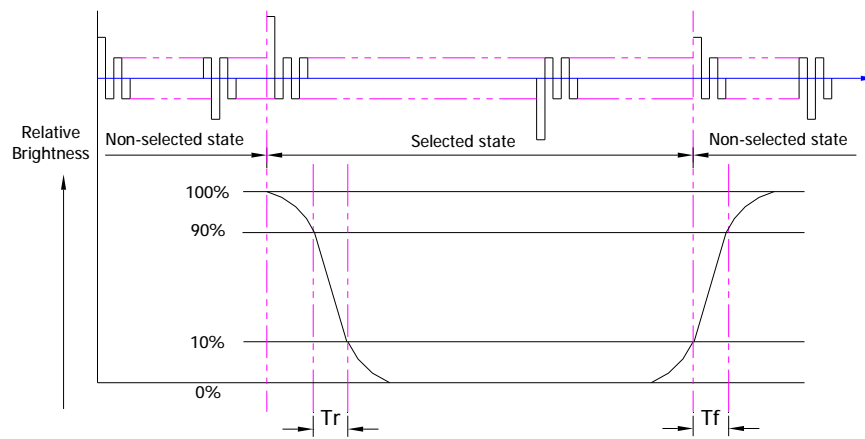 Relative
Brightness
Non-selected state
Selected state
Non-selected state
100%
90%
10%
0%
Tr
Tf